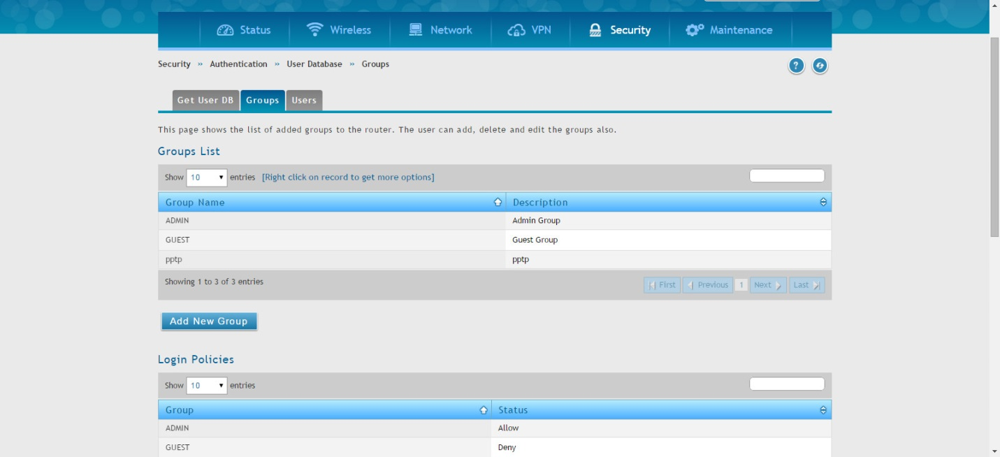 Status Wireless Network VPN Security Maintenance
Security » Authentication » User Database » Groups
?
Get User DB Groups Users
This page shows the list of added groups to the router. The user can add, delete and edit the groups also.
Groups List
Show 10 entries [Right click on record to get more options]
Group Name Description
ADMIN Admin Group
GUEST Guest Group
pptp pptp
Showing 1 to 3 of 3 entries First Previous 1 Next Last
Add New Group
Login Policies
Show 10 entries
Group Status
ADMIN Allow
GUEST Deny